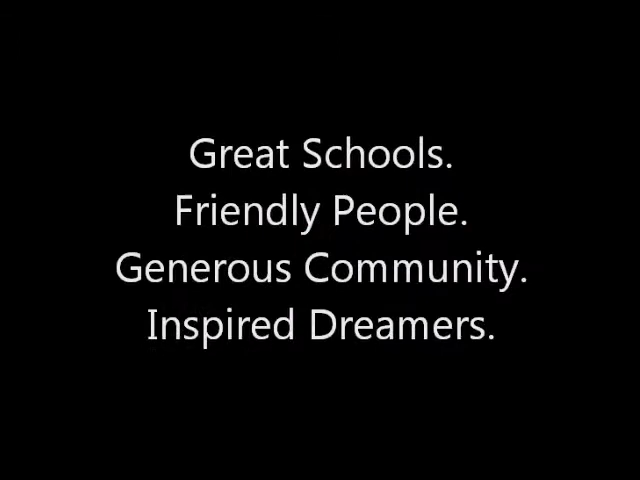 Great Schools.
Friendly People.
Generous Community.
Inspired Dreamers.